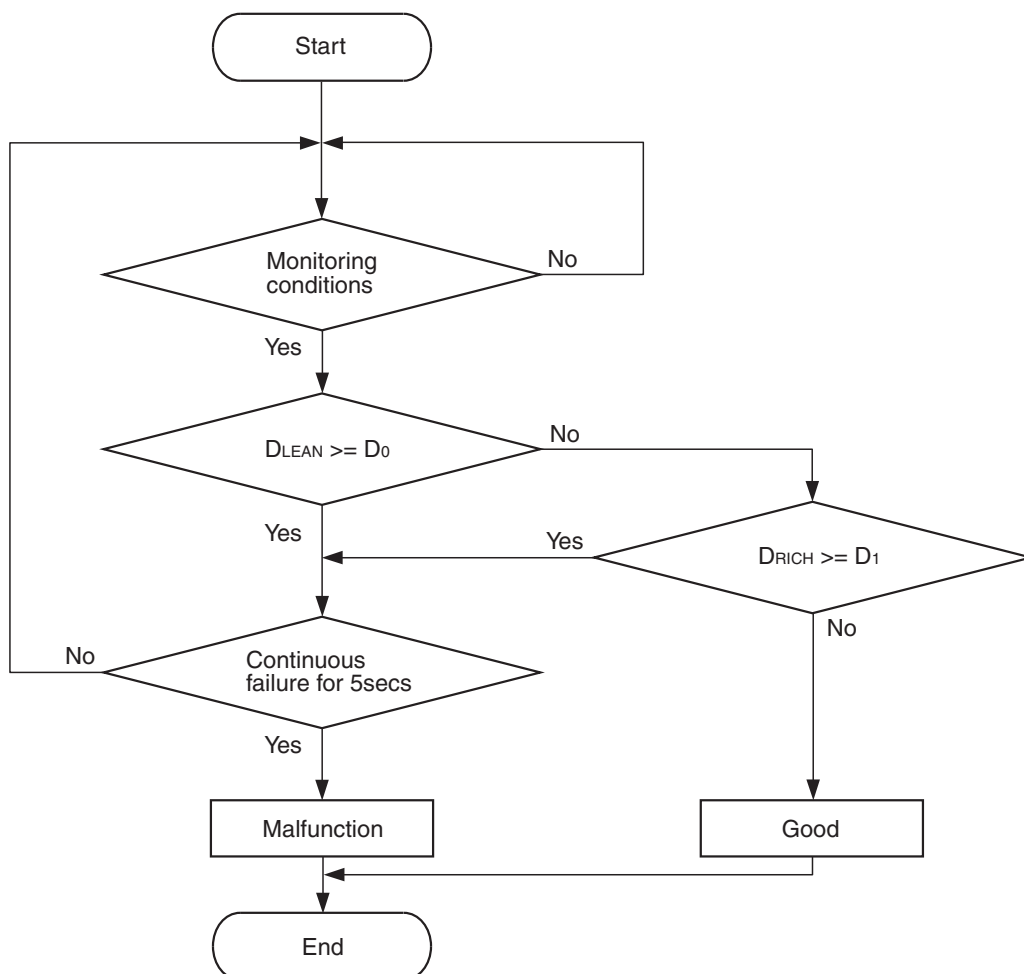 Start
Monitoring
conditions
No
Yes
DLEAN >= D0
No
Yes
Yes
DRICH >= D1
No
No
Continuous
failure for 5secs
Yes
Malfunction
Good
End